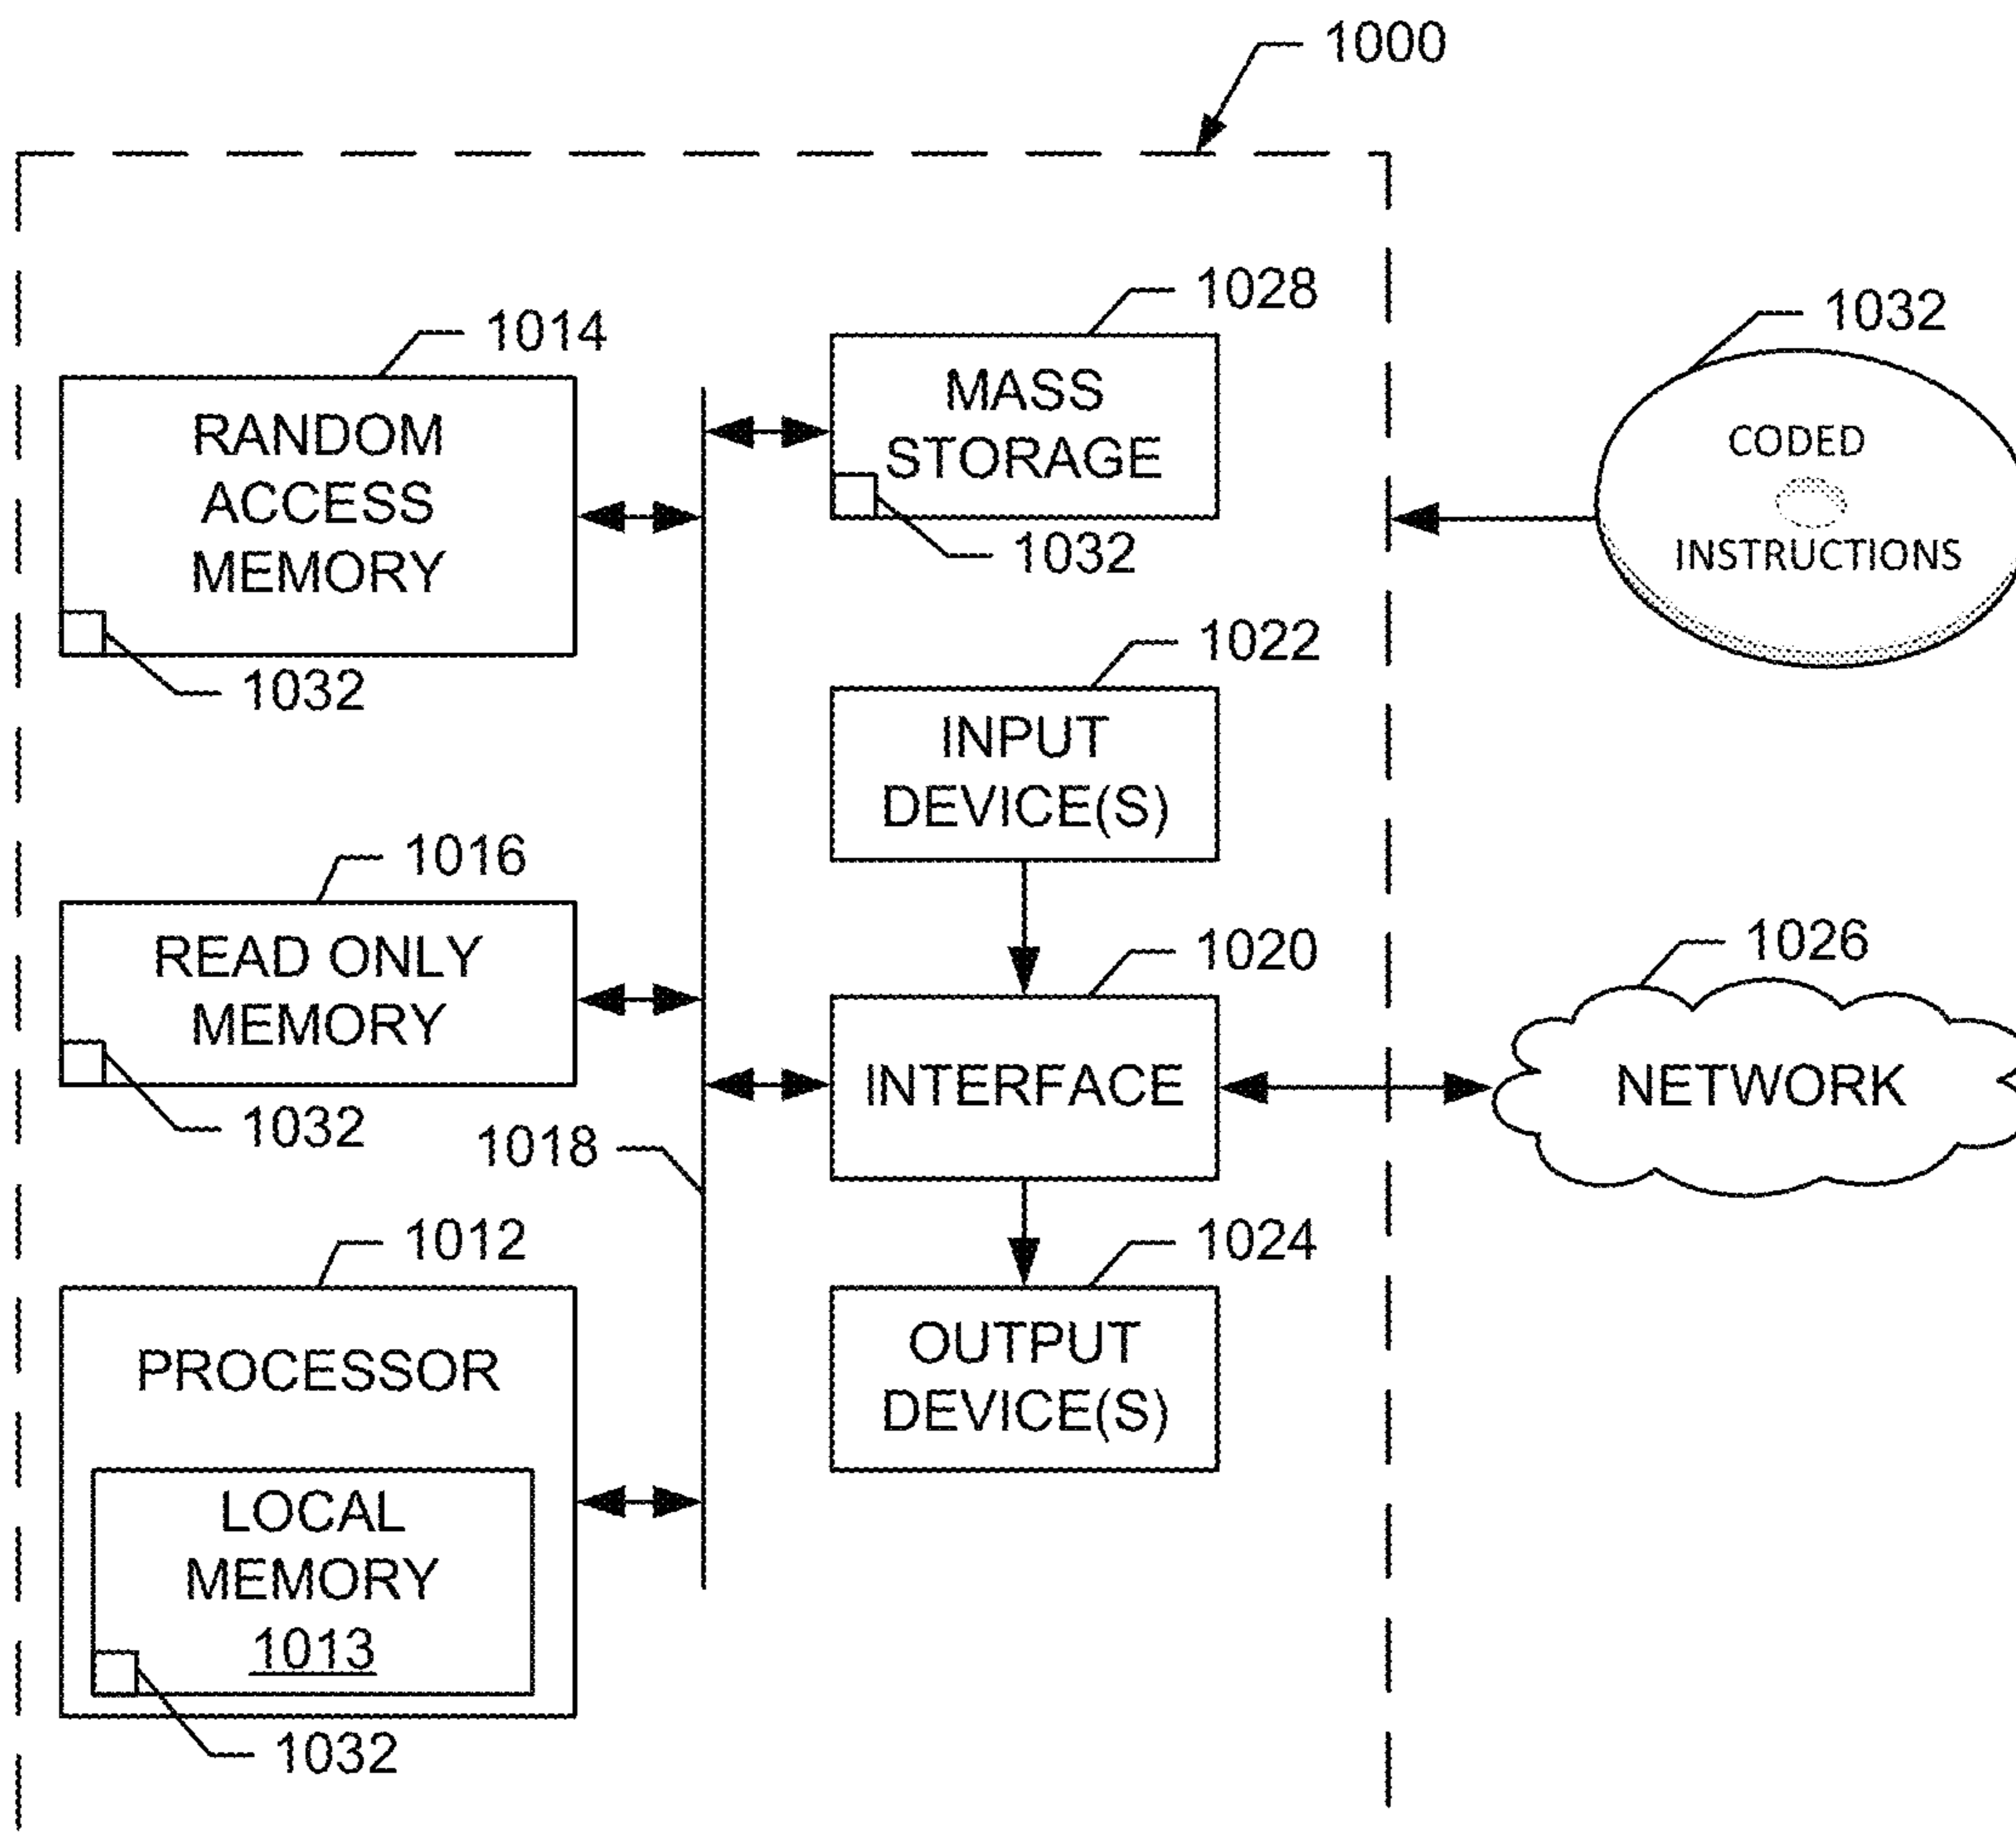 1000
1028
1032
1014
MASS
STORAGE
RANDOM
ACCESS
MEMORY
CODED
INSTRUCTIONS
1032
1032
1022
INPUT
DEVICE(S)
1016
READ ONLY
MEMORY
1032
1020
1026
INTERFACE
NETWORK
1018
1012
1024
PROCESSOR
OUTPUT
DEVICE(S)
LOCAL
MEMORY
1013
1032